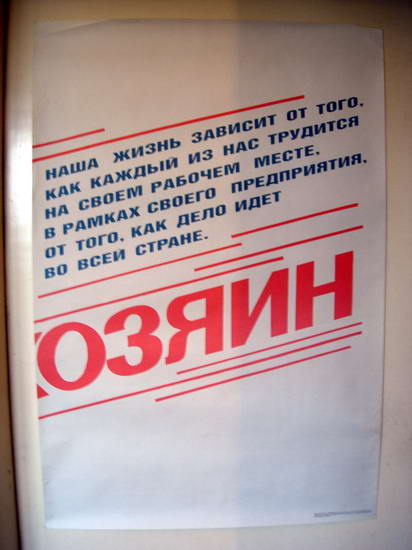 НАША ЖИЗНЬ ЗАВИСИТ ОТ ТОГО,
КАК КАЖДЫЙ ИЗ НАС ТРУДИТСЯ
НА СВОЕМ РАБОЧЕМ МЕСТЕ,
В РАМКАХ СВОЕГО ПРЕДПРИЯТИЯ,
ОТ ТОГО, КАК ДЕЛО ИДЕТ
ВО ВСЕЙ СТРАНЕ.
ХОЗЯИН